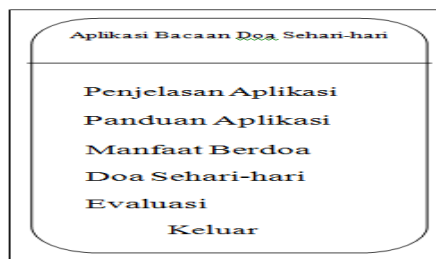 Aplikasi Bacaan Doa Sehari-hari
Penjelasan Aplikasi
Panduan Aplikasi
Manfaat Berdoa
Doa Sehari-hari
Evaluasi
Keluar